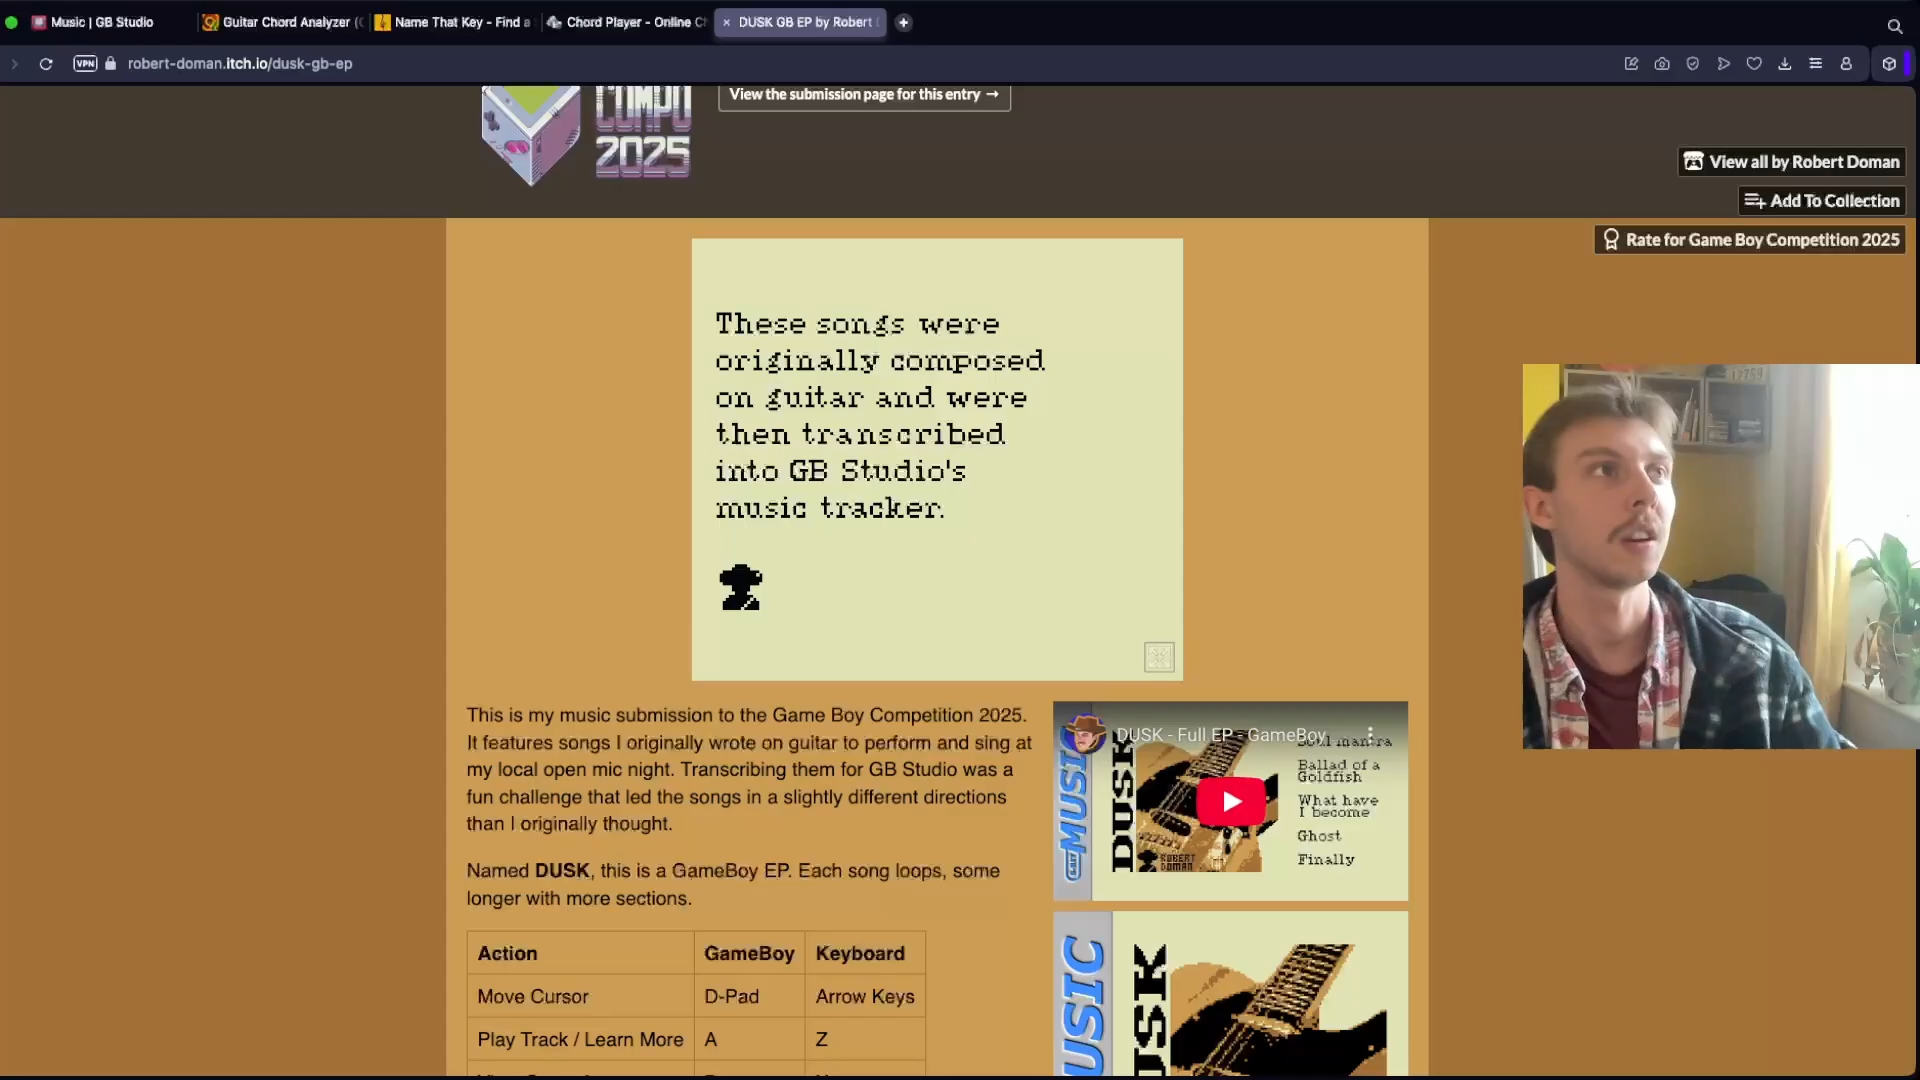 Music | GB Studio
Guitar Chord Analyzer (
Name That Key - Find a
Chord Player - Online C
DUSK GB EP by Robert
VPN
robert-doman.itch.io/dusk-gb-ep
COMPO
2025
View the submission page for this entry →
View all by Robert Doman
Add To Collection
Rate for Game Boy Competition 2025
These songs were
originally composed
on guitar and were
then transcribed
into GB Studio's
music tracker.
This is my music submission to the Game Boy Competition 2025.
It features songs I originally wrote on guitar to perform and sing at
my local open mic night. Transcribing them for GB Studio was a
fun challenge that led the songs in a slightly different directions
than I originally thought.
Named DUSK, this is a GameBoy EP. Each song loops, some
longer with more sections.
Action GameBoy Keyboard
Move Cursor D-Pad Arrow Keys
Play Track / Learn More A Z
DUSK - Full EP - GameBoy
Soul mantra
Ballad of a
Goldfish
What have
I become
Ghost
Finally
MUSIC
DUSK
ROBERT
DOMAN
USIC
USK
12759